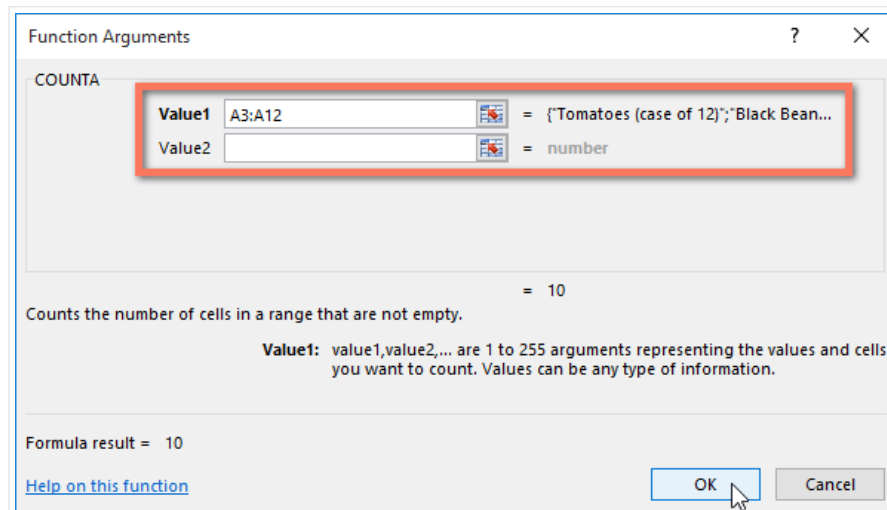 Function Arguments ? ×
COUNTA
Value1 A3:A12 = {"Tomatoes (case of 12)";"Black Bean...
Value2 = number
= 10
Counts the number of cells in a range that are not empty.
Value1: value1,value2,... are 1 to 255 arguments representing the values and cells
you want to count. Values can be any type of information.
Formula result = 10
Help on this function
OK Cancel